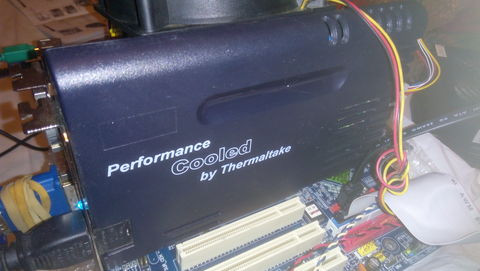 Performance
Cooled
by Thermaltake